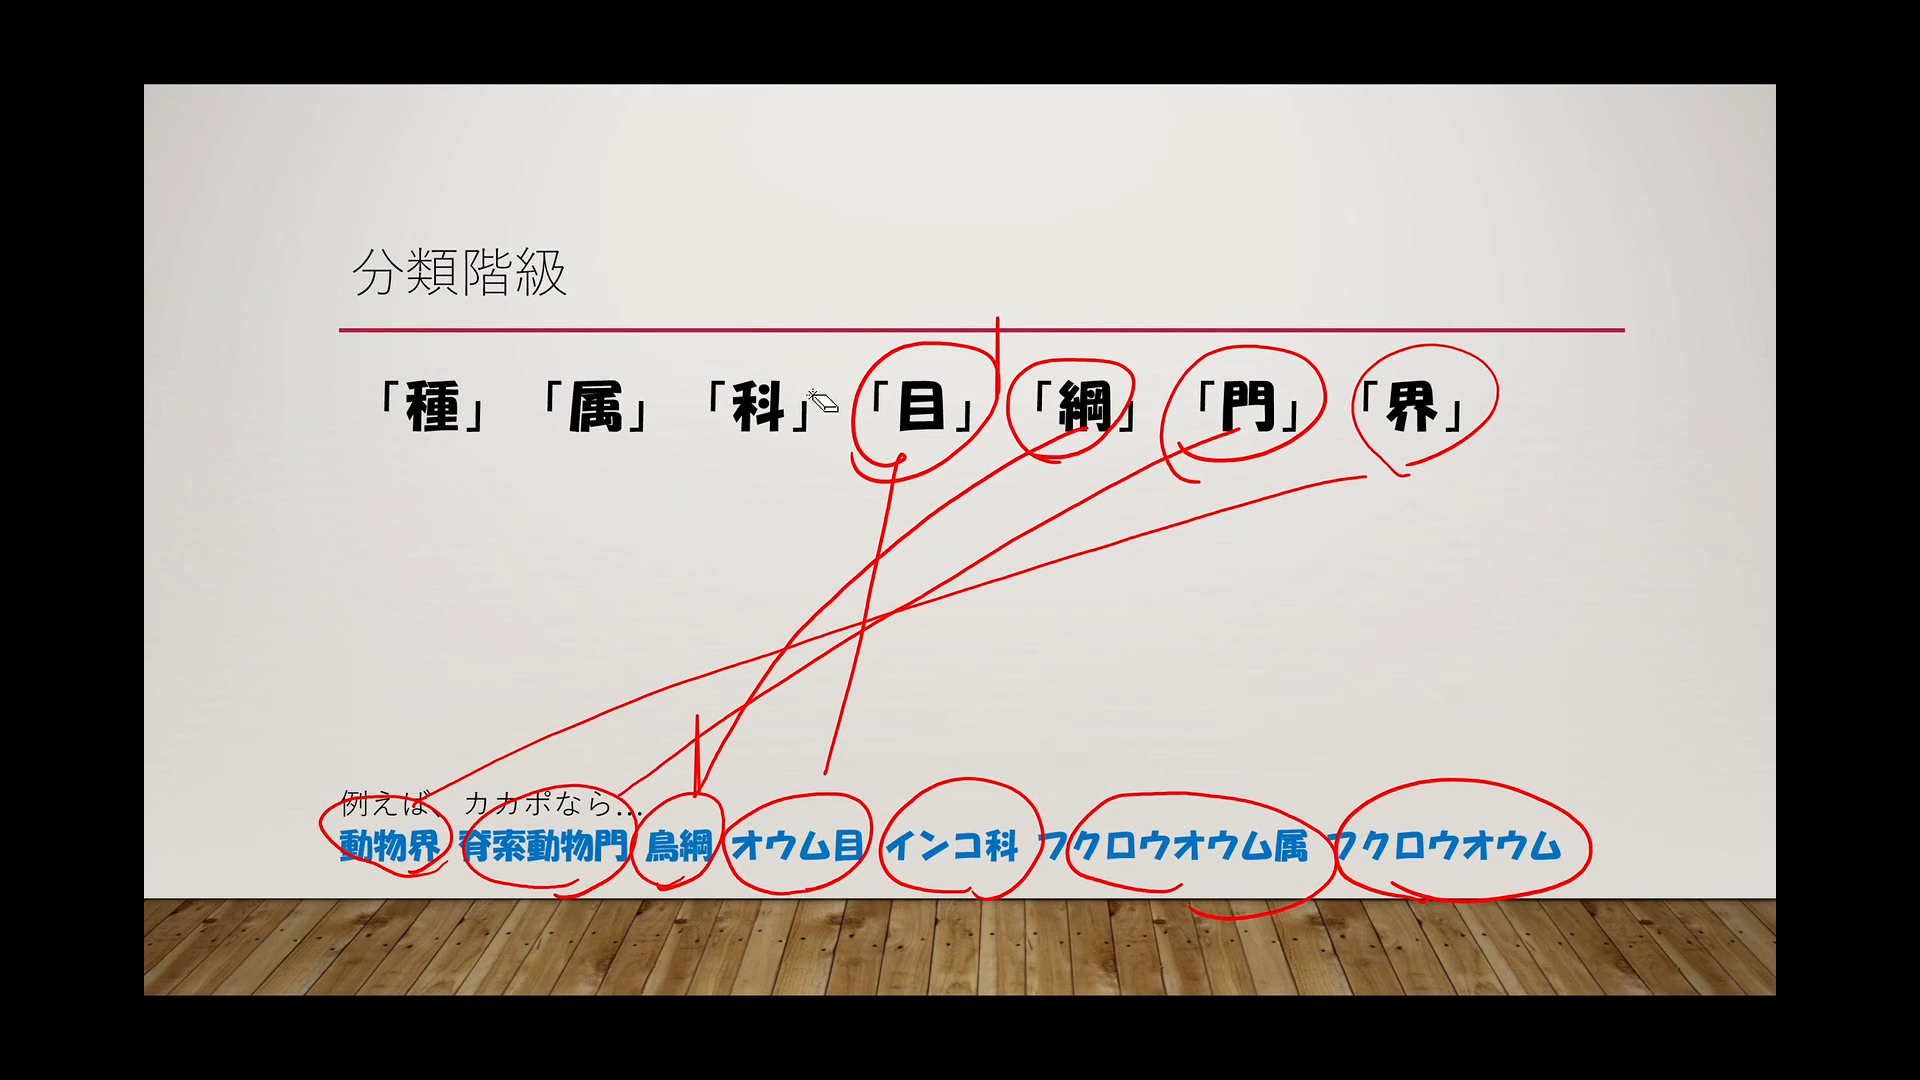 分類階級
「種」「属」「科」「目」「綱」「門」「界」
例えば、カカポなら…
動物界 脊索動物門 鳥綱 オウム目 インコ科 フクロウオウム属 フクロウオウム